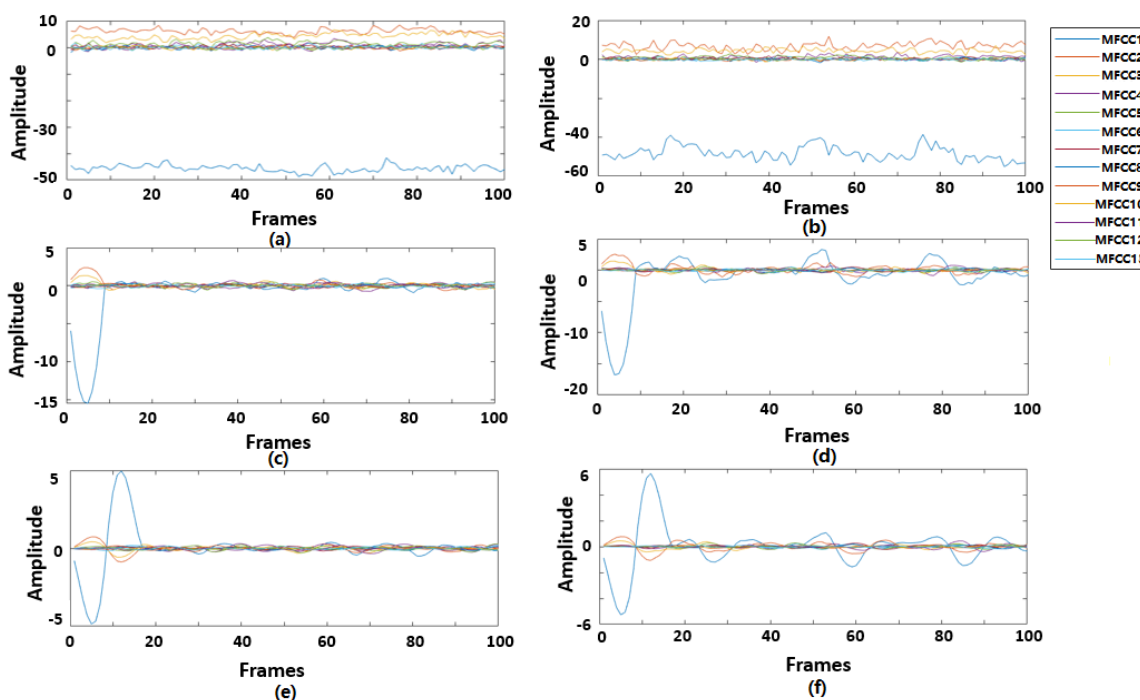 10
0
-30
-50
0
20
40
60
80
100
Amplitude
Frames
(a)
20
0
-40
-60
0
20
40
60
80
100
Amplitude
Frames
(b)
MFCC1
MFCC2
MFCC3
MFCC4
MFCC5
MFCC6
MFCC7
MFCC8
MFCC9
MFCC10
MFCC11
MFCC12
MFCC13
5
0
-10
-15
0
20
40
60
80
100
Amplitude
Frames
(c)
5
0
-10
-20
0
20
40
60
80
100
Amplitude
Frames
(d)
5
0
-5
0
20
40
60
80
100
Amplitude
Frames
(e)
6
0
-6
0
20
40
60
80
100
Amplitude
Frames
(f)